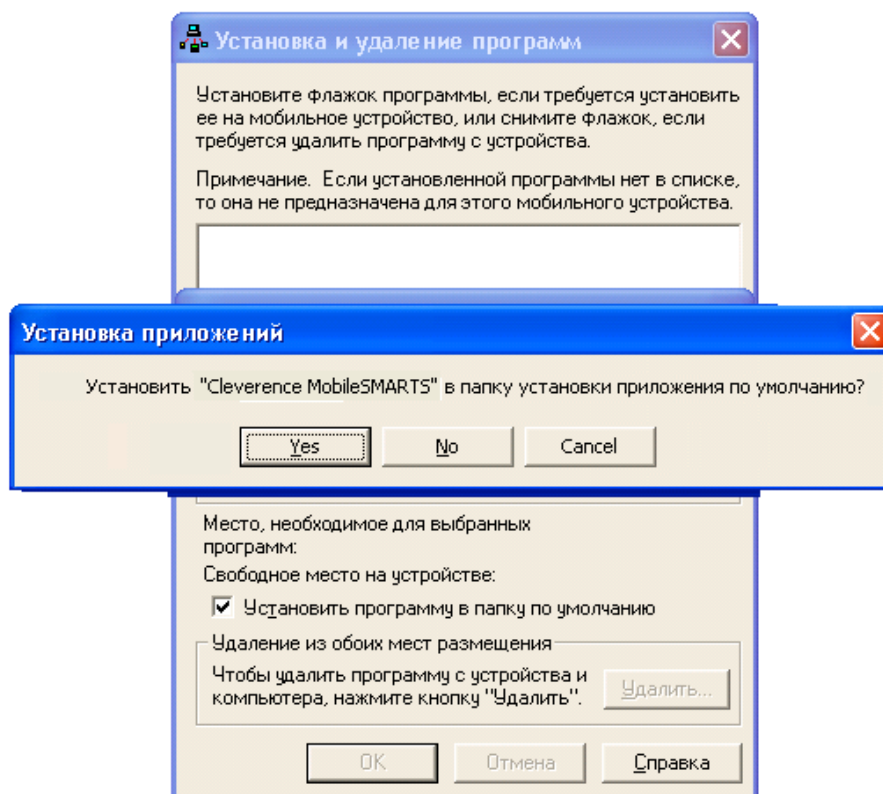 Установка и удаление программ
Установите флажок программы, если требуется установить
ее на мобильное устройство, или снимите флажок, если
требуется удалить программу с устройства.
Примечание. Если установленной программы нет в списке,
то она не предназначена для этого мобильного устройства.
Установка приложений
Установить "Cleverence MobileSMARTS" в папку установки приложения по умолчанию?
Yes
No
Cancel
Место, необходимое для выбранных
программ:
Свободное место на устройстве:
Установить программу в папку по умолчанию
Удаление из обоих мест размещения
Чтобы удалить программу с устройства и
компьютера, нажмите кнопку "Удалить".
Удалить...
OK
Отмена
Справка